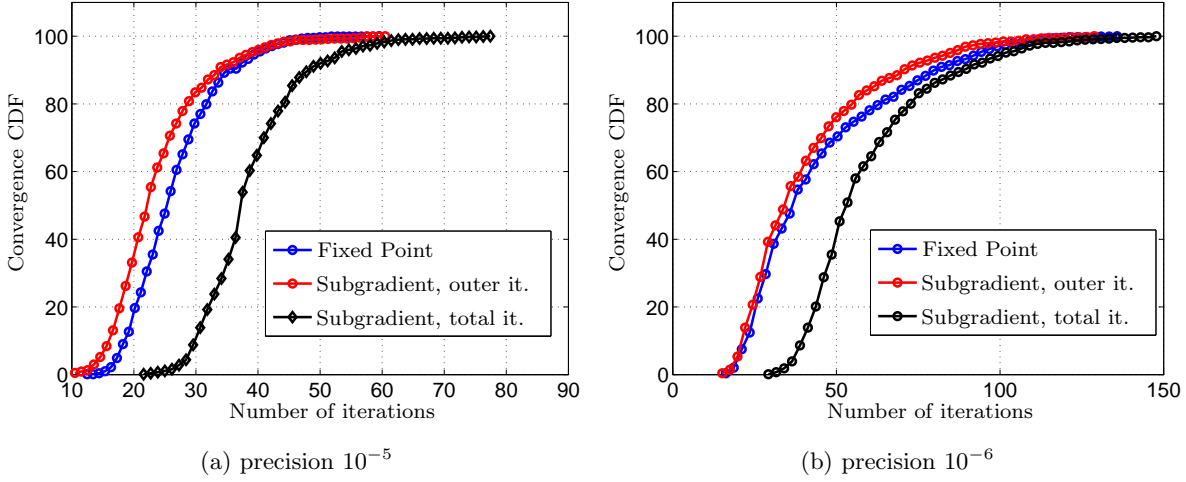 100
80
60
40
20
0
Convergence CDF
10 20 30 40 50 60 70 80 90
Number of iterations
Fixed Point
Subgradient, outer it.
Subgradient, total it.
(a) precision 10⁻⁵
100
80
60
40
20
0
Convergence CDF
0 50 100 150
Number of iterations
Fixed Point
Subgradient, outer it.
Subgradient, total it.
(b) precision 10⁻⁶